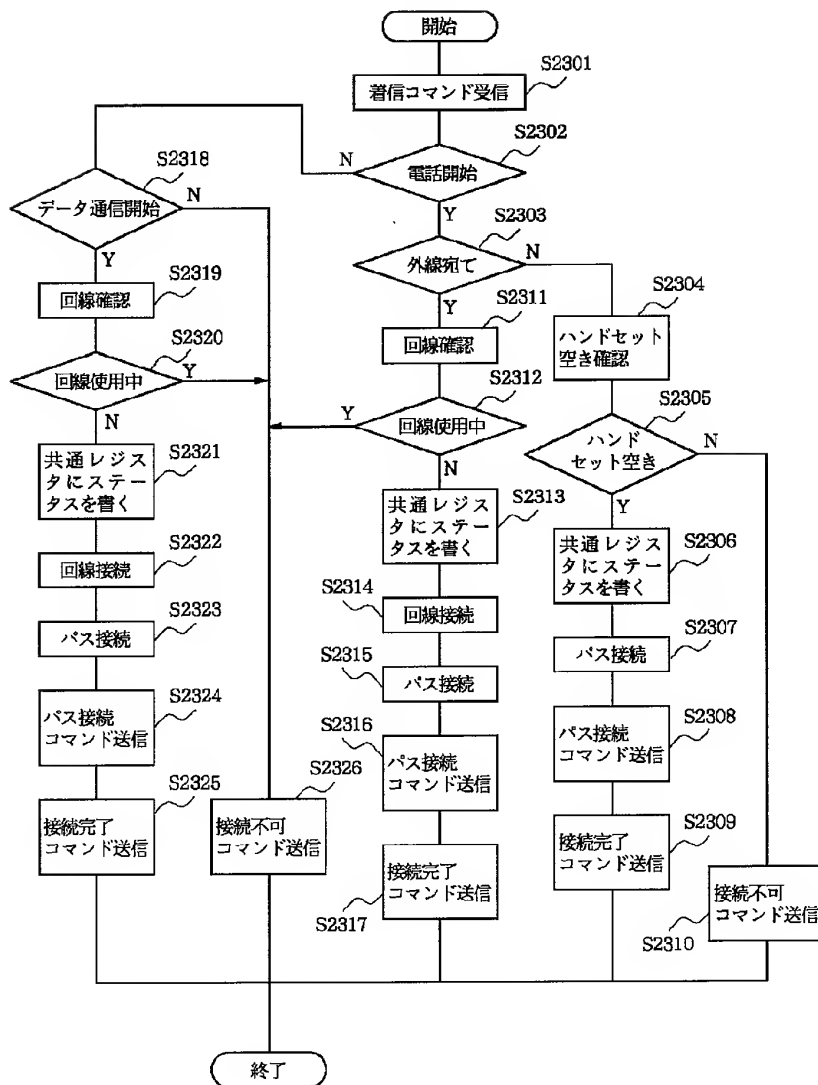 開始
S2301
着信コマンド受信
S2302
電話開始
N
Y
S2318
データ通信開始
N
Y
S2303
外線宛て
N
Y
S2319
回線確認
S2311
回線確認
S2304
ハンドセット
空き確認
S2320
回線使用中
Y
N
S2312
回線使用中
Y
N
S2305
ハンド
セット空き
N
Y
S2321
共通レジス
タにステー
タスを書く
S2313
共通レジス
タにステー
タスを書く
S2306
共通レジス
タにステー
タスを書く
S2322
回線接続
S2314
回線接続
S2307
パス接続
S2323
パス接続
S2315
パス接続
S2308
パス接続
コマンド送信
S2324
パス接続
コマンド送信
S2316
パス接続
コマンド送信
S2309
接続完了
コマンド送信
S2325
接続完了
コマンド送信
S2326
接続不可
コマンド送信
S2317
接続完了
コマンド送信
S2310
接続不可
コマンド送信
終了